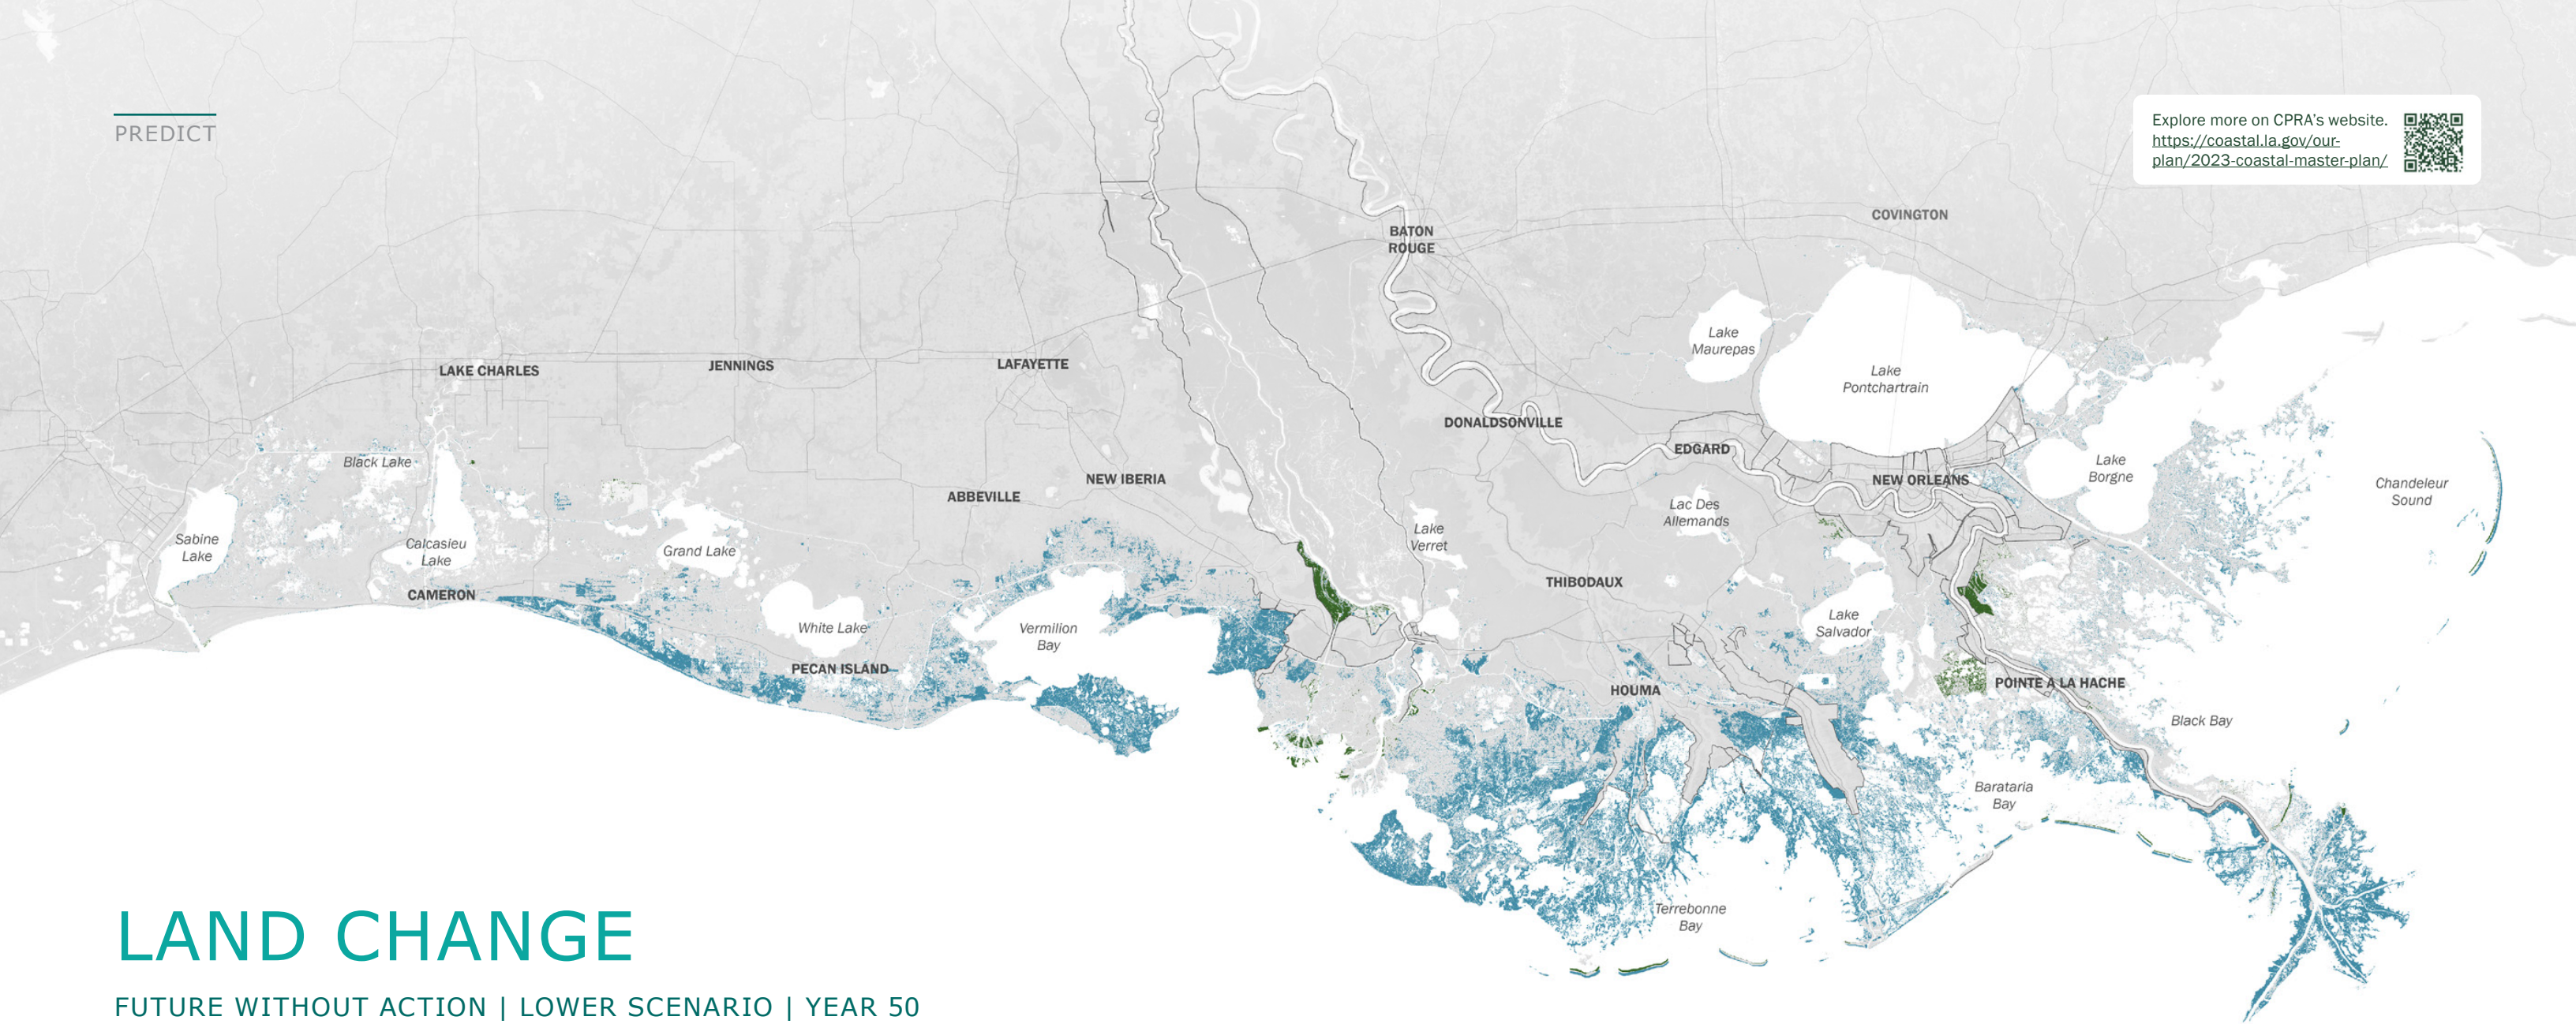 PREDICT
Explore more on CPRA's website.
https://coastal.la.gov/our-
plan/2023-coastal-master-plan/
COVINGTON
BATON
ROUGE
Lake
Maurepas
Lake
Pontchartrain
LAKE CHARLES
JENNINGS
LAFAYETTE
DONALDSONVILLE
EDGARD
Black Lake
NEW IBERIA
ABBEVILLE
NEW ORLEANS
Lake
Borgne
Chandeleur
Sound
Lac Des
Allemands
Lake
Verret
Sabine
Lake
Calcasieu
Lake
Grand Lake
THIBODAUX
CAMERON
White Lake
Vermilion
Bay
Lake
Salvador
PECAN ISLAND
HOUMA
POINTE A LA HACHE
Black Bay
Barataria
Bay
Terrebonne
Bay
LAND CHANGE
FUTURE WITHOUT ACTION | LOWER SCENARIO | YEAR 50